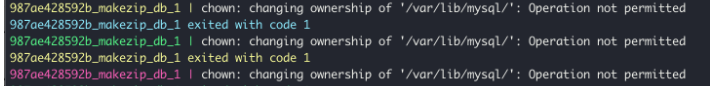 987ae428592b_makezip_db_1 | chown: changing ownership of '/var/lib/mysql/': Operation not permitted
987ae428592b_makezip_db_1 exited with code 1
987ae428592b_makezip_db_1 | chown: changing ownership of '/var/lib/mysql/': Operation not permitted
987ae428592b_makezip_db_1 exited with code 1
987ae428592b_makezip_db_1 | chown: changing ownership of '/var/lib/mysql/': Operation not permitted